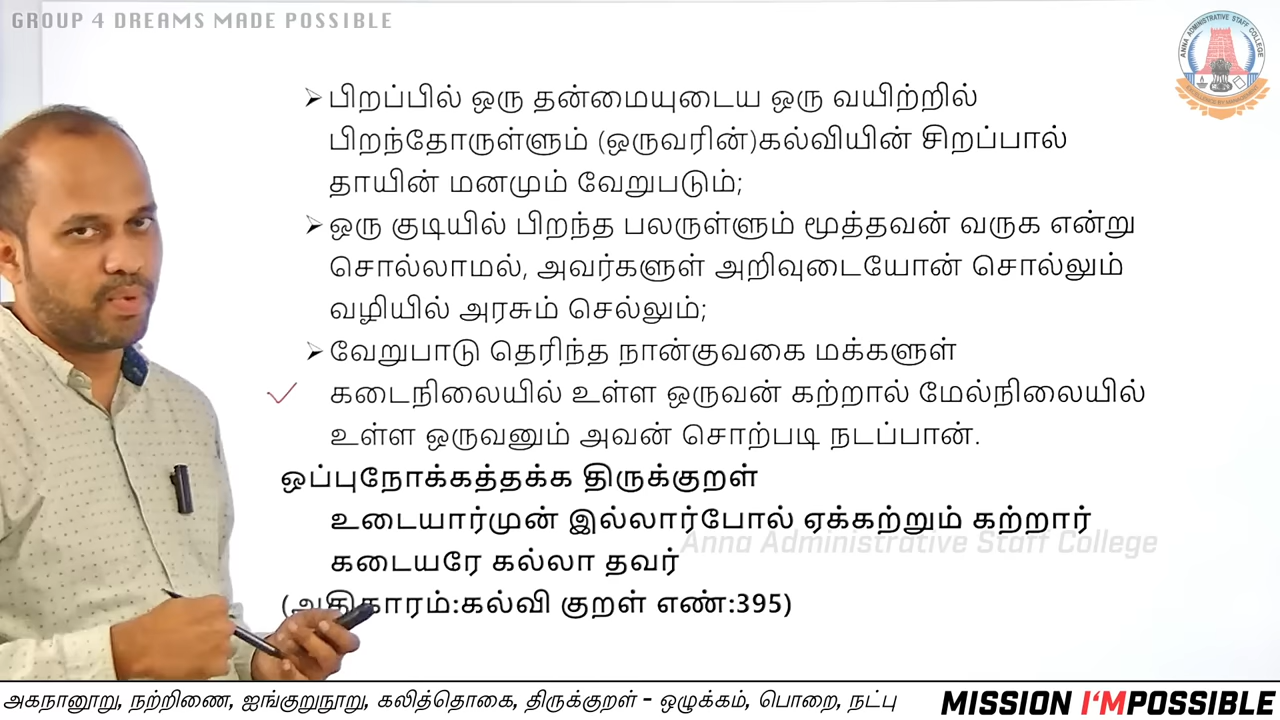 GROUP 4 DREAMS MADE POSSIBLE
ANNA ADMINISTRATIVE STAFF COLLEGE
➢பிறப்பில் ஒரு தன்மையுடைய ஒரு வயிற்றில்
பிறந்தோருள்ளும் (ஒருவரின்)கல்வியின் சிறப்பால்
தாயின் மனமும் வேறுபடும்;
➢ஒரு குடியில் பிறந்த பலருள்ளும் மூத்தவன் வருக என்று
சொல்லாமல், அவர்களுள் அறிவுடையோன் சொல்லும்
வழியில் அரசும் செல்லும்;
➢வேறுபாடு தெரிந்த நான்குவகை மக்களுள்
கடைநிலையில் உள்ள ஒருவன் கற்றால் மேல்நிலையில்
உள்ள ஒருவனும் அவன் சொற்படி நடப்பான்.
ஒப்புநோக்கத்தக்க திருக்குறள்
உடையார்முன் இல்லார்போல் ஏக்கற்றும் கற்றார்
Anna Administrative Staff College
கடையரே கல்லா தவர்
(அதிகாரம்:கல்வி குறள் எண்:395)
அகநானூறு, நற்றிணை, ஐங்குறுநூறு, கலித்தொகை, திருக்குறள் - ஒழுக்கம், பொறை, நட்பு
MISSION I'MPOSSIBLE